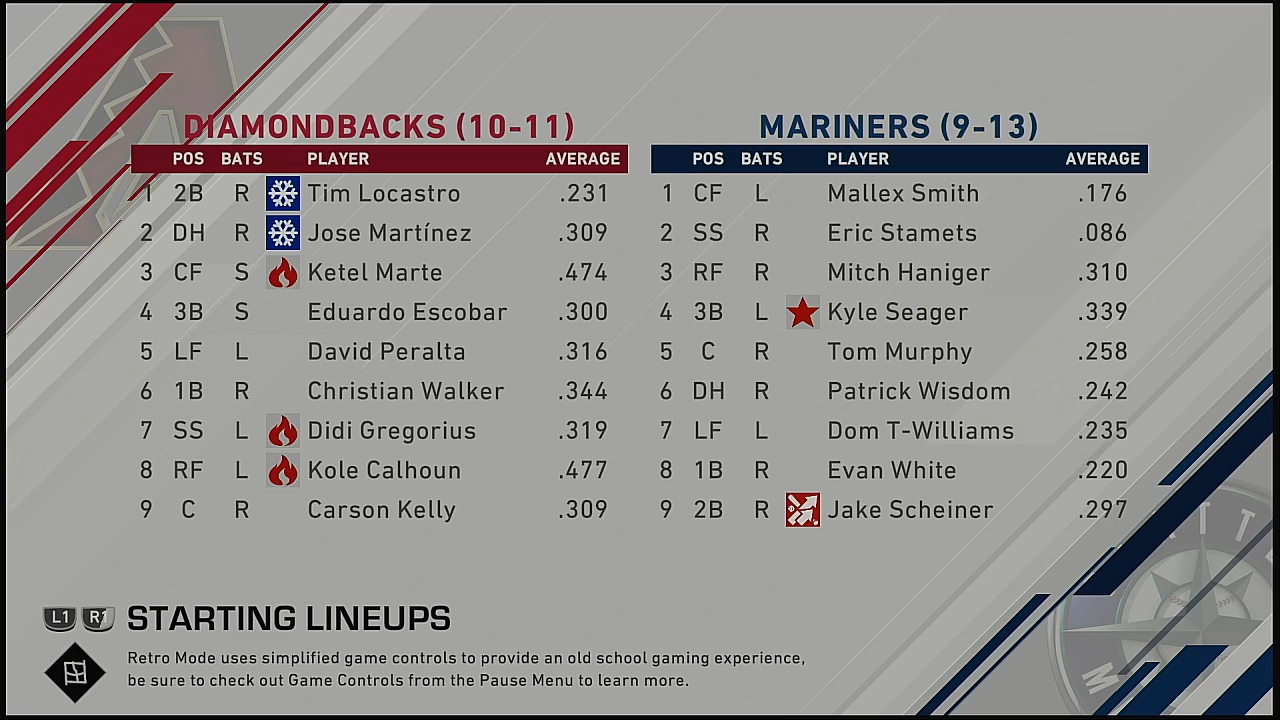 DIAMONDBACKS (10-11)
POS BATS PLAYER AVERAGE
1 2B R Tim Locastro .231
2 DH R Jose Martínez .309
3 CF S Ketel Marte .474
4 3B S Eduardo Escobar .300
5 LF L David Peralta .316
6 1B R Christian Walker .344
7 SS L Didi Gregorius .319
8 RF L Kole Calhoun .477
9 C R Carson Kelly .309
MARINERS (9-13)
POS BATS PLAYER AVERAGE
1 CF L Mallex Smith .176
2 SS R Eric Stamets .086
3 RF R Mitch Haniger .310
4 3B L Kyle Seager .339
5 C R Tom Murphy .258
6 DH R Patrick Wisdom .242
7 LF L Dom T-Williams .235
8 1B R Evan White .220
9 2B R Jake Scheiner .297
L1 R1 STARTING LINEUPS
Retro Mode uses simplified game controls to provide an old school gaming experience,
be sure to check out Game Controls from the Pause Menu to learn more.